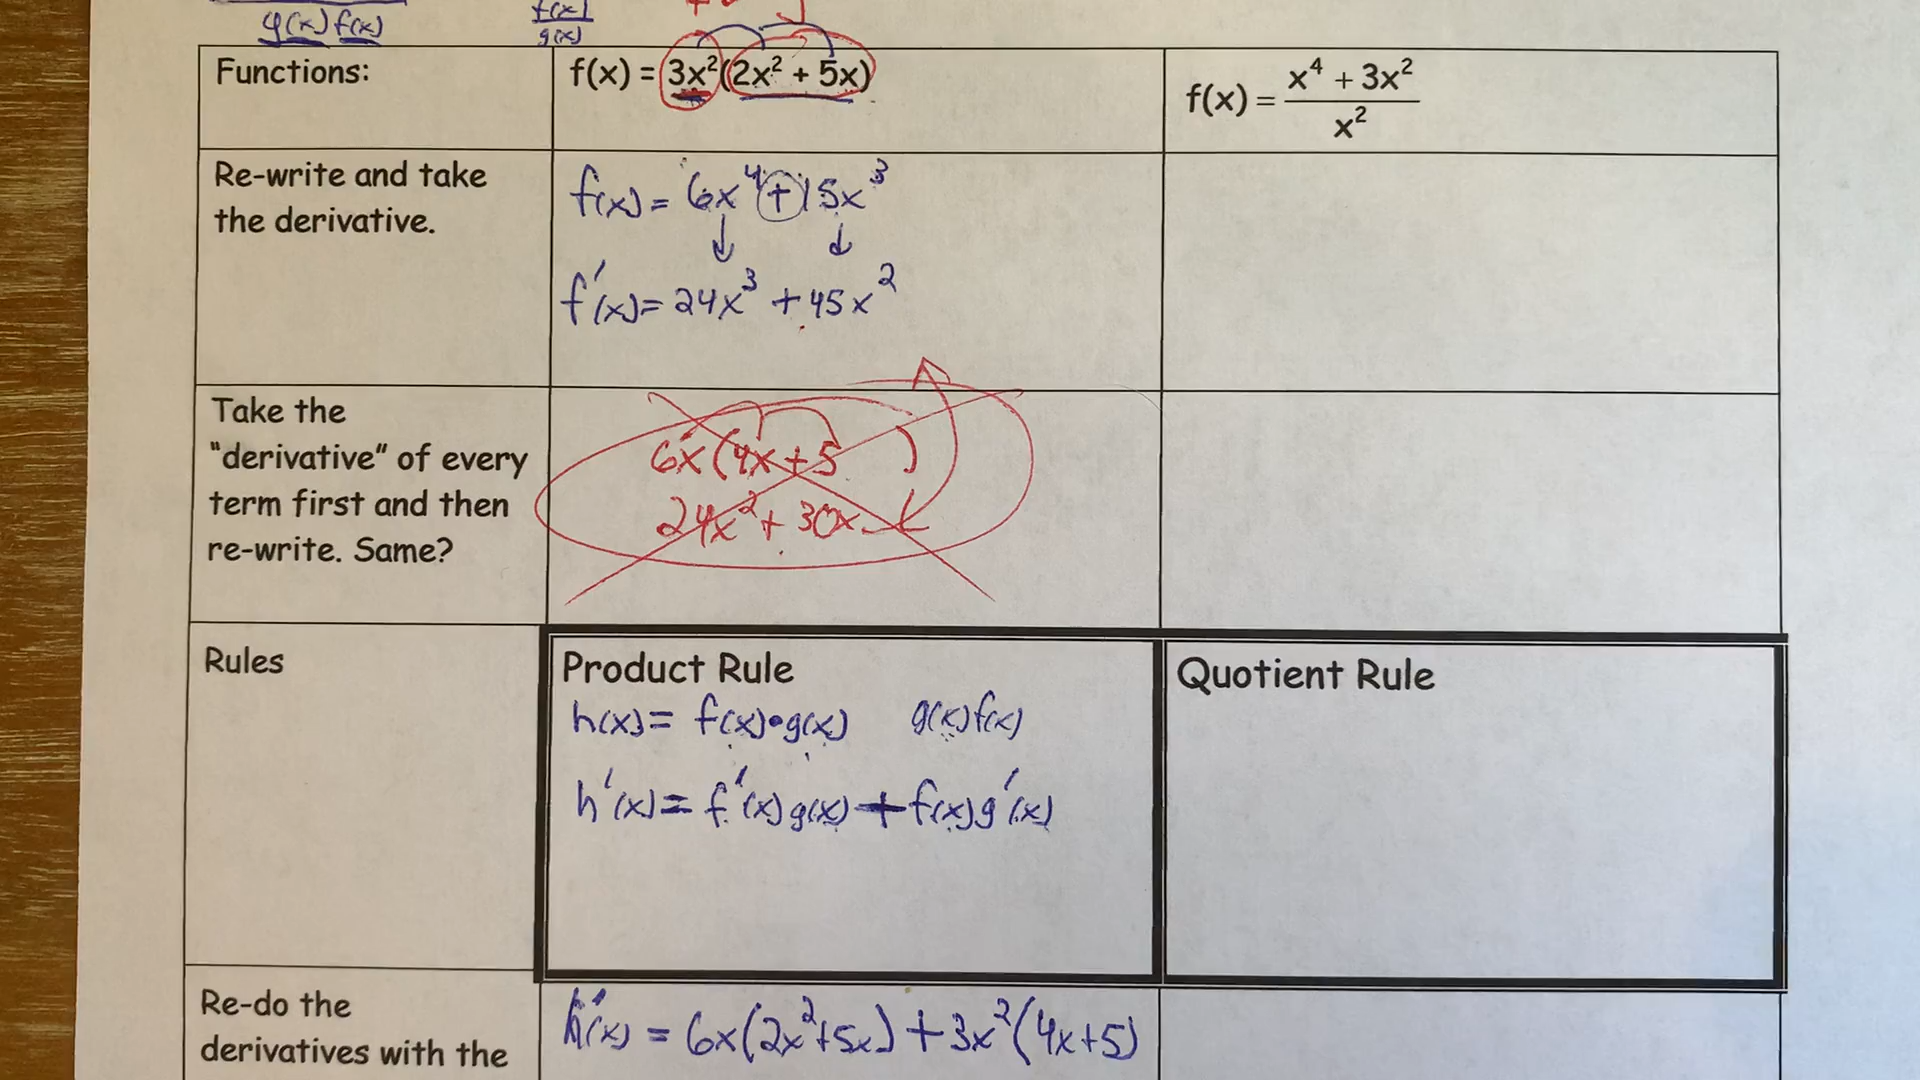 g(x) f(x)
f(x)
g(x)
Functions:
f(x) = 3x²(2x² + 5x)
f(x) = (x⁴ + 3x²)/x²
Re-write and take
the derivative.
f(x) = 6x⁴ + 15x³
f'(x) = 24x³ + 45x²
Take the
"derivative" of every
term first and then
re-write. Same?
6x(4x+5 )
24x² + 30x
Rules
Product Rule
h(x) = f(x)•g(x) g(x)f(x)
h'(x) = f'(x)g(x) + f(x)g'(x)
Quotient Rule
Re-do the
derivatives with the
h'(x) = 6x(2x²+5x) + 3x²(4x+5)